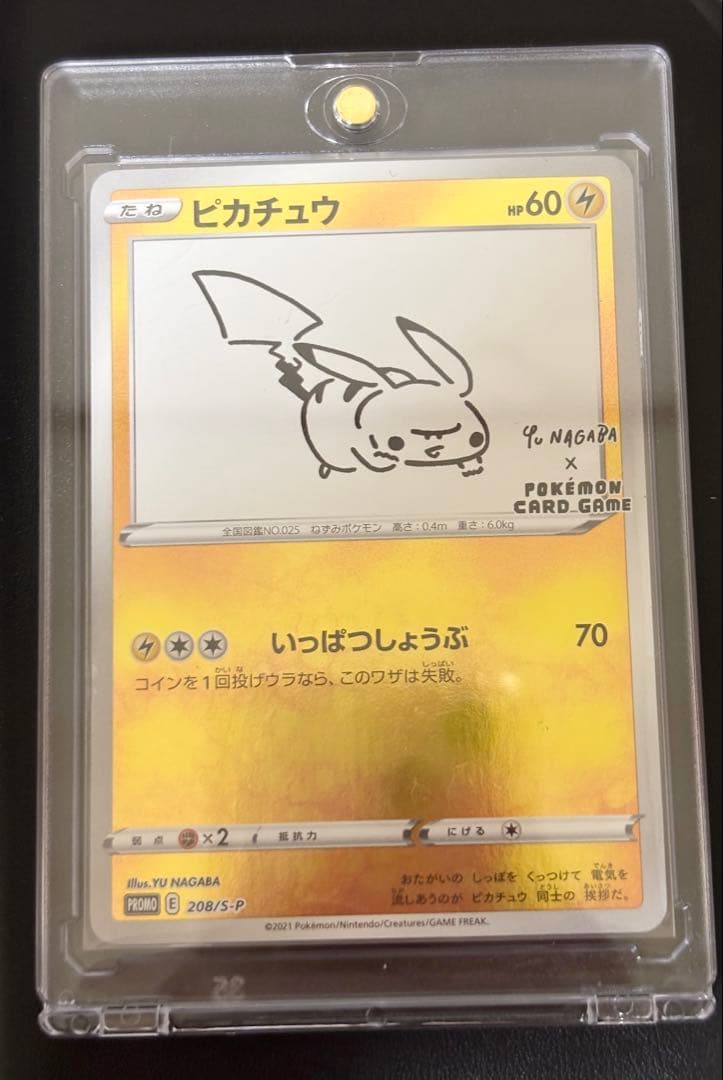 たね ピカチュウ HP 60
Yu NAGABA
×
POKÉMON
CARD GAME
全国図鑑NO.025 ねずみポケモン 高さ:0.4m 重さ:6.0kg
いっぱつしょうぶ 70
コインを1回投げウラなら、このワザは失敗。
弱点 ×2 抵抗力 にげる
Illus.YU NAGABA
おたがいの しっぽを くっつけて 電気を
流しあうのが ピカチュウ 同士の 挨拶だ。
PROMO E 208/S-P
©2021 Pokémon/Nintendo/Creatures/GAME FREAK.